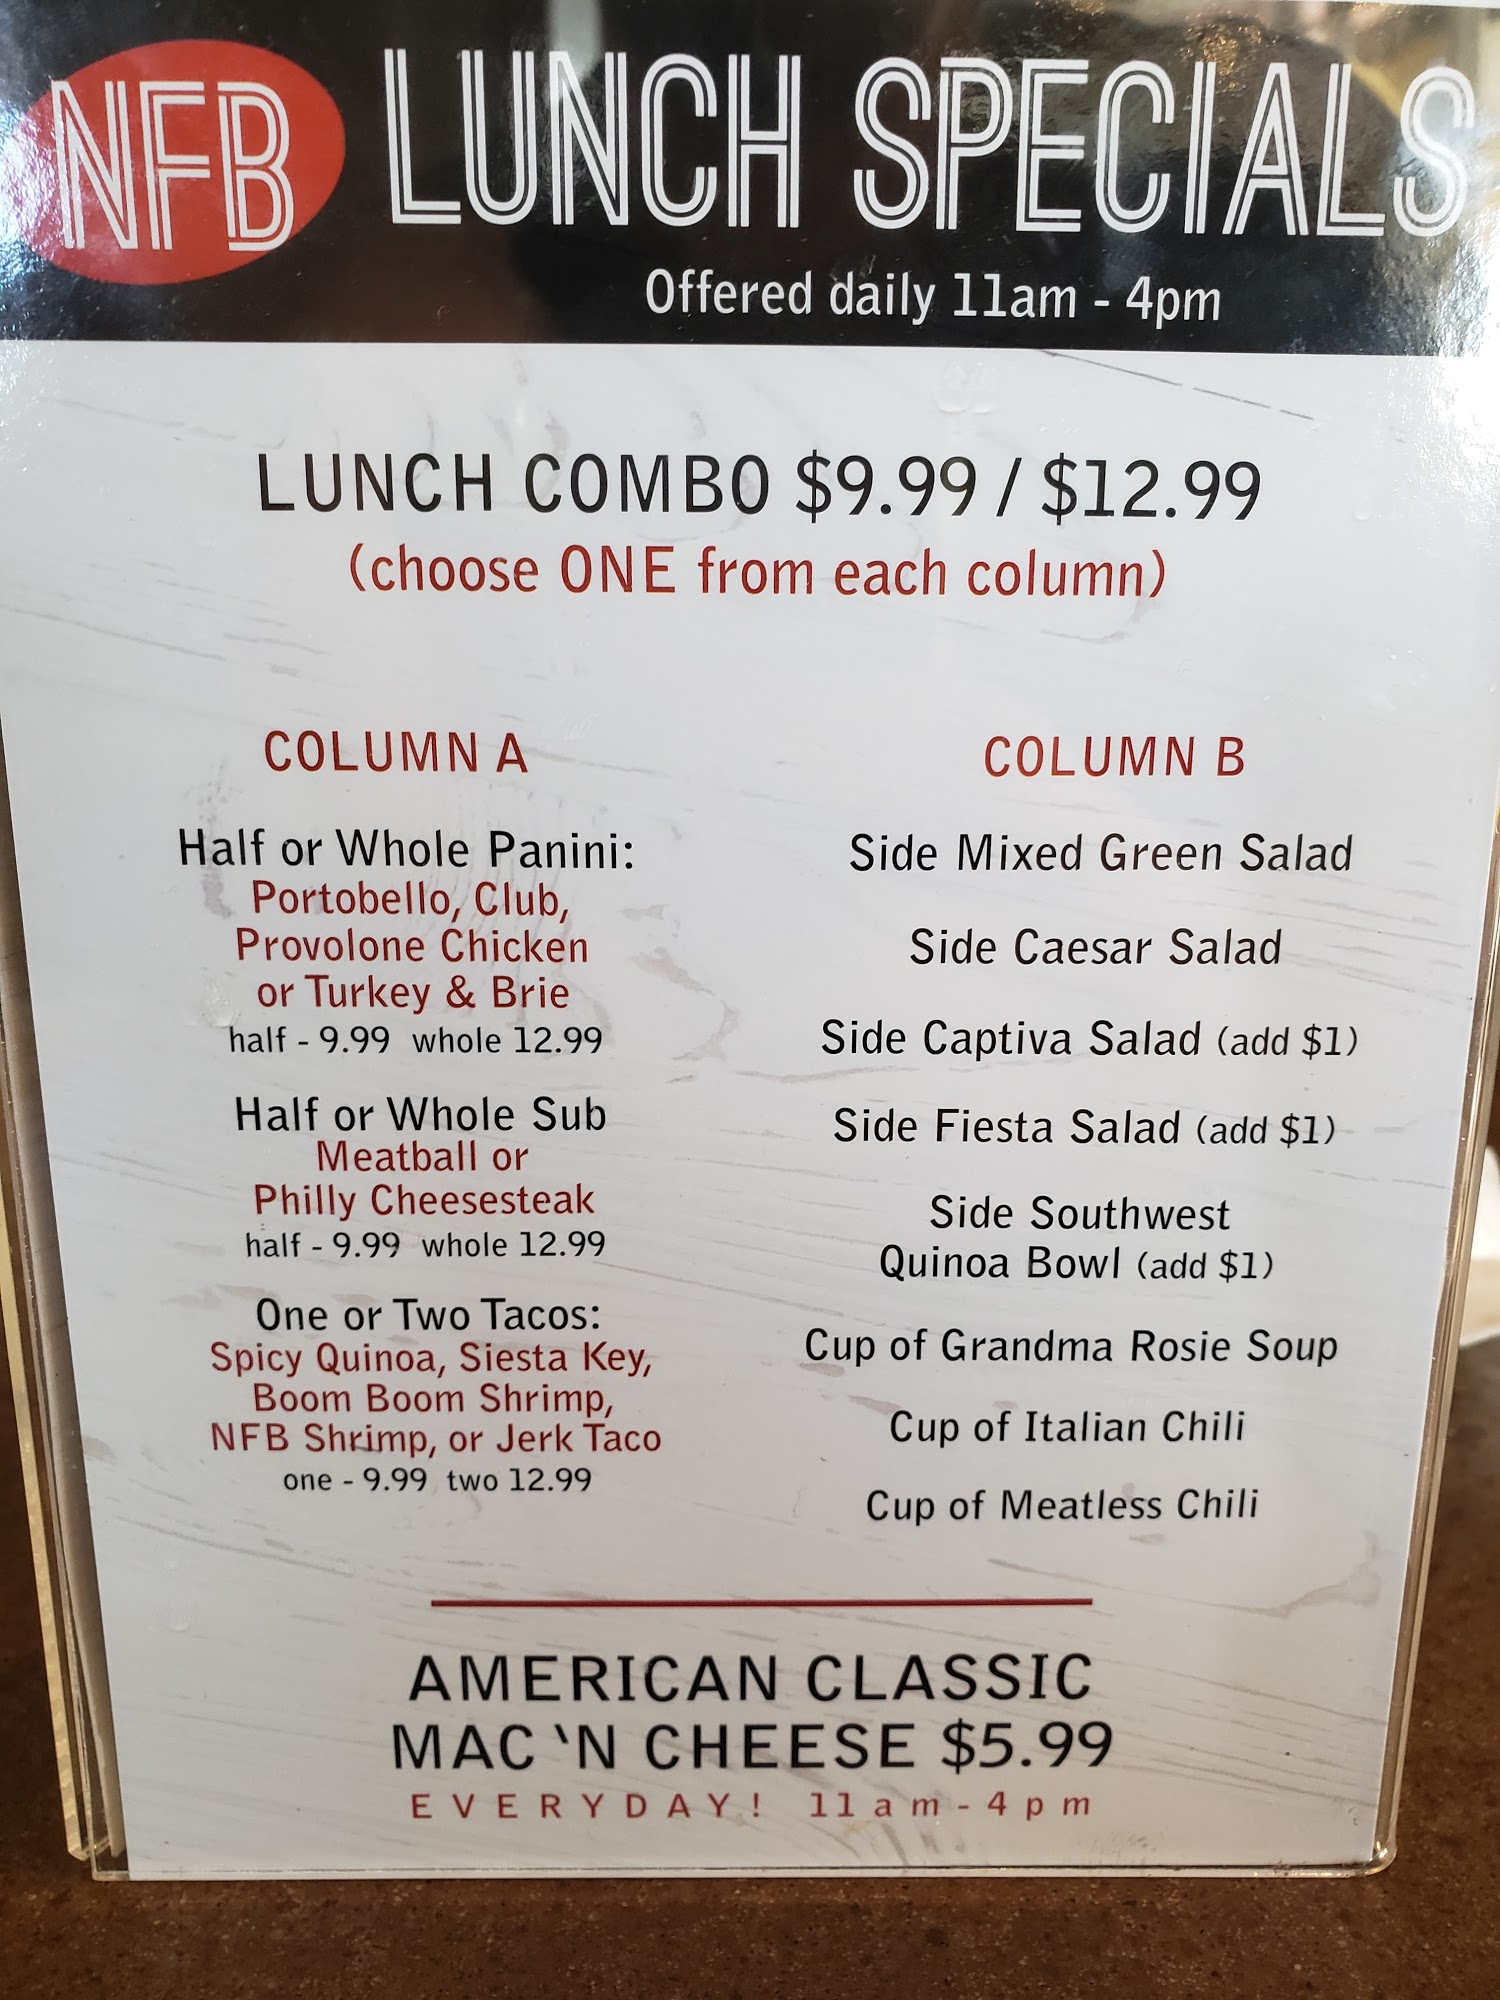 NFB LUNCH SPECIALS
Offered daily 11am - 4pm
LUNCH COMBO $9.99 / $12.99
(choose ONE from each column)
COLUMN A
Half or Whole Panini:
Portobello, Club,
Provolone Chicken
or Turkey & Brie
half - 9.99 whole 12.99
Half or Whole Sub
Meatball or
Philly Cheesesteak
half - 9.99 whole 12.99
One or Two Tacos:
Spicy Quinoa, Siesta Key,
Boom Boom Shrimp,
NFB Shrimp, or Jerk Taco
one - 9.99 two 12.99
COLUMN B
Side Mixed Green Salad
Side Caesar Salad
Side Captiva Salad (add $1)
Side Fiesta Salad (add $1)
Side Southwest
Quinoa Bowl (add $1)
Cup of Grandma Rosie Soup
Cup of Italian Chili
Cup of Meatless Chili
AMERICAN CLASSIC
MAC 'N CHEESE $5.99
EVERYDAY! 11am-4pm